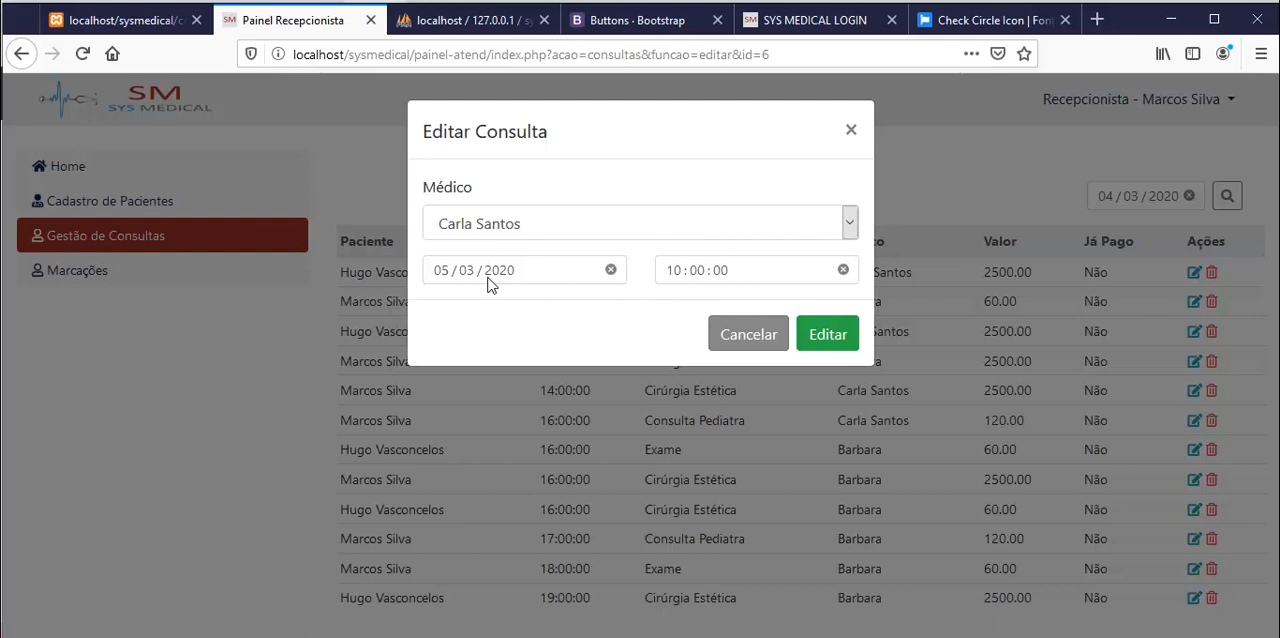 localhost/sysmedical/c
Painel Recepcionista
localhost / 127.0.0.1 / s
Buttons · Bootstrap
SYS MEDICAL LOGIN
Check Circle Icon | Fon
localhost/sysmedical/painel-atend/index.php?acao=consultas&funcao=editar&id=6
SM
SYS MEDICAL
Recepcionista - Marcos Silva
Editar Consulta
Médico
Carla Santos
05 / 03 / 2020
10 : 00 : 00
Cancelar
Editar
Home
Cadastro de Pacientes
Gestão de Consultas
Marcações
04 / 03 / 2020
Paciente Valor Já Pago Ações
Hugo Vasco Santos 2500.00 Não
Marcos Silv a 60.00 Não
Hugo Vasco antos 2500.00 Não
Marcos Silv a 2500.00 Não
Marcos Silva 14:00:00 Cirúrgia Estética Carla Santos 2500.00 Não
Marcos Silva 16:00:00 Consulta Pediatra Carla Santos 120.00 Não
Hugo Vasconcelos 16:00:00 Exame Barbara 60.00 Não
Marcos Silva 16:00:00 Cirúrgia Estética Barbara 2500.00 Não
Hugo Vasconcelos 16:00:00 Cirúrgia Estética Barbara 60.00 Não
Marcos Silva 17:00:00 Consulta Pediatra Barbara 120.00 Não
Marcos Silva 18:00:00 Exame Barbara 60.00 Não
Hugo Vasconcelos 19:00:00 Cirúrgia Estética Barbara 2500.00 Não